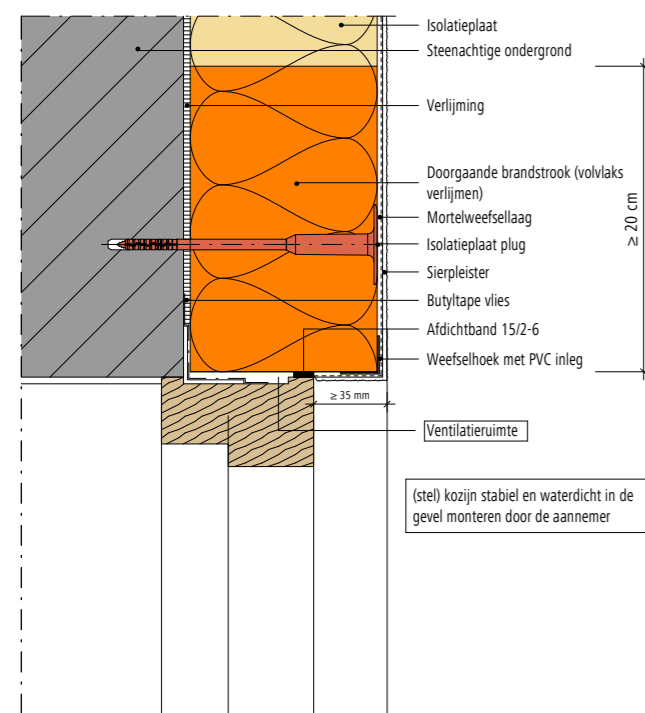 Isolatieplaat
Steenachtige ondergrond
Verlijming
Doorgaande brandstrook (volvlaks
verlijmen)
Mortelweefsellaag
Isolatieplaat plug
Sierpleister
Butyltape vlies
Afdichtband 15/2-6
Weefselhoek met PVC inleg
≥ 20 cm
≥ 35 mm
Ventilatieruimte
(stel) kozijn stabiel en waterdicht in de
gevel monteren door de aannemer